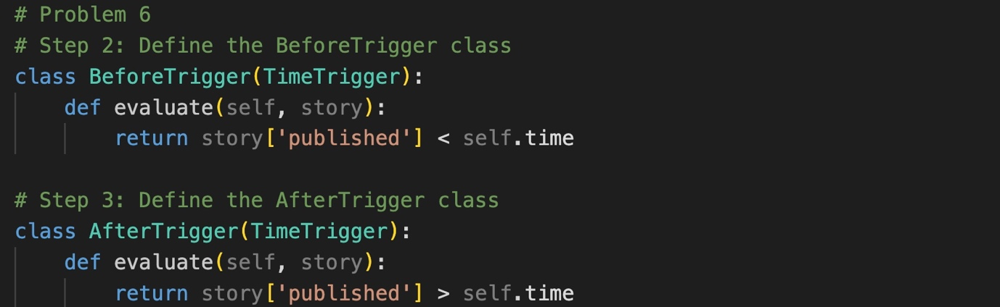 # Problem 6
# Step 2: Define the BeforeTrigger class
class BeforeTrigger(TimeTrigger):
    def evaluate(self, story):
        return story['published'] < self.time

# Step 3: Define the AfterTrigger class
class AfterTrigger(TimeTrigger):
    def evaluate(self, story):
        return story['published'] > self.time